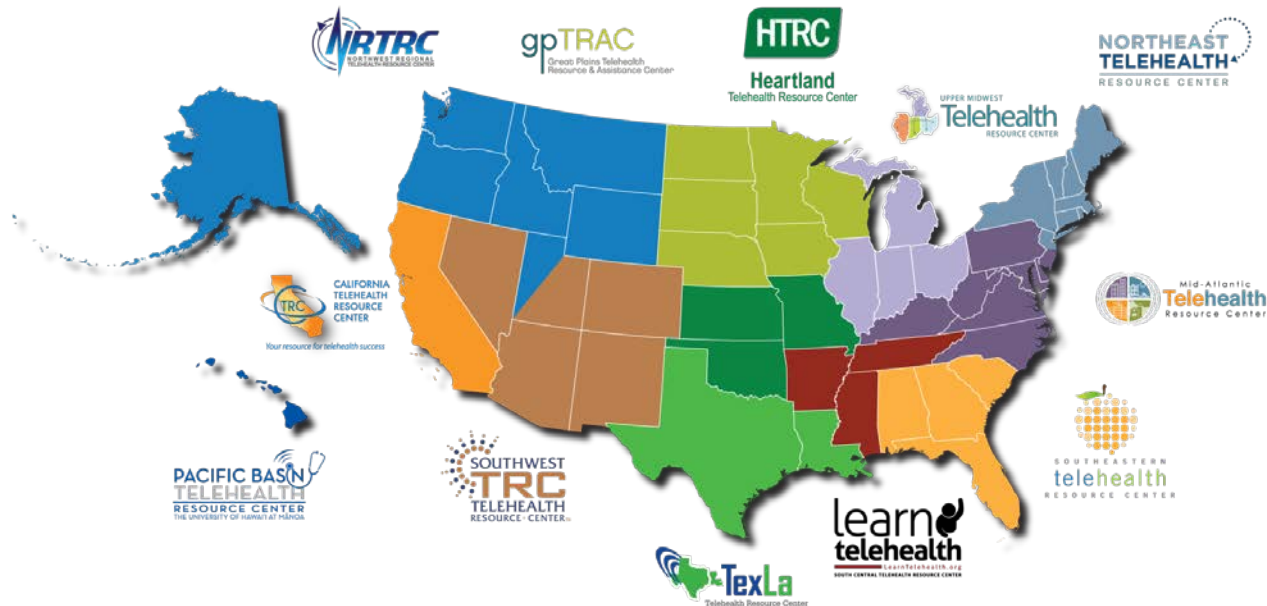 NRTRC
NORTHWEST REGIONAL
TELEHEALTH RESOURCE CENTER
gpTRAC
Great Plains Telehealth
Resource & Assistance Center
HTRC
Heartland
Telehealth Resource Center
NORTHEAST
TELEHEALTH
RESOURCE CENTER
UPPER MIDWEST
Telehealth
RESOURCE CENTER
TRC
CALIFORNIA
TELEHEALTH
RESOURCE
CENTER
Your resource for telehealth success
Mid-Atlantic
Telehealth
Resource Center
PACIFIC BASIN
TELEHEALTH
RESOURCE CENTER
THE UNIVERSITY OF HAWAI'I AT MĀNOA
SOUTHWEST
TRC
TELEHEALTH
RESOURCE • CENTER
SOUTHEASTERN
telehealth
RESOURCE CENTER
learn
telehealth
LearnTelehealth.org
SOUTH CENTRAL TELEHEALTH RESOURCE CENTER
TexLa
Telehealth Resource Center